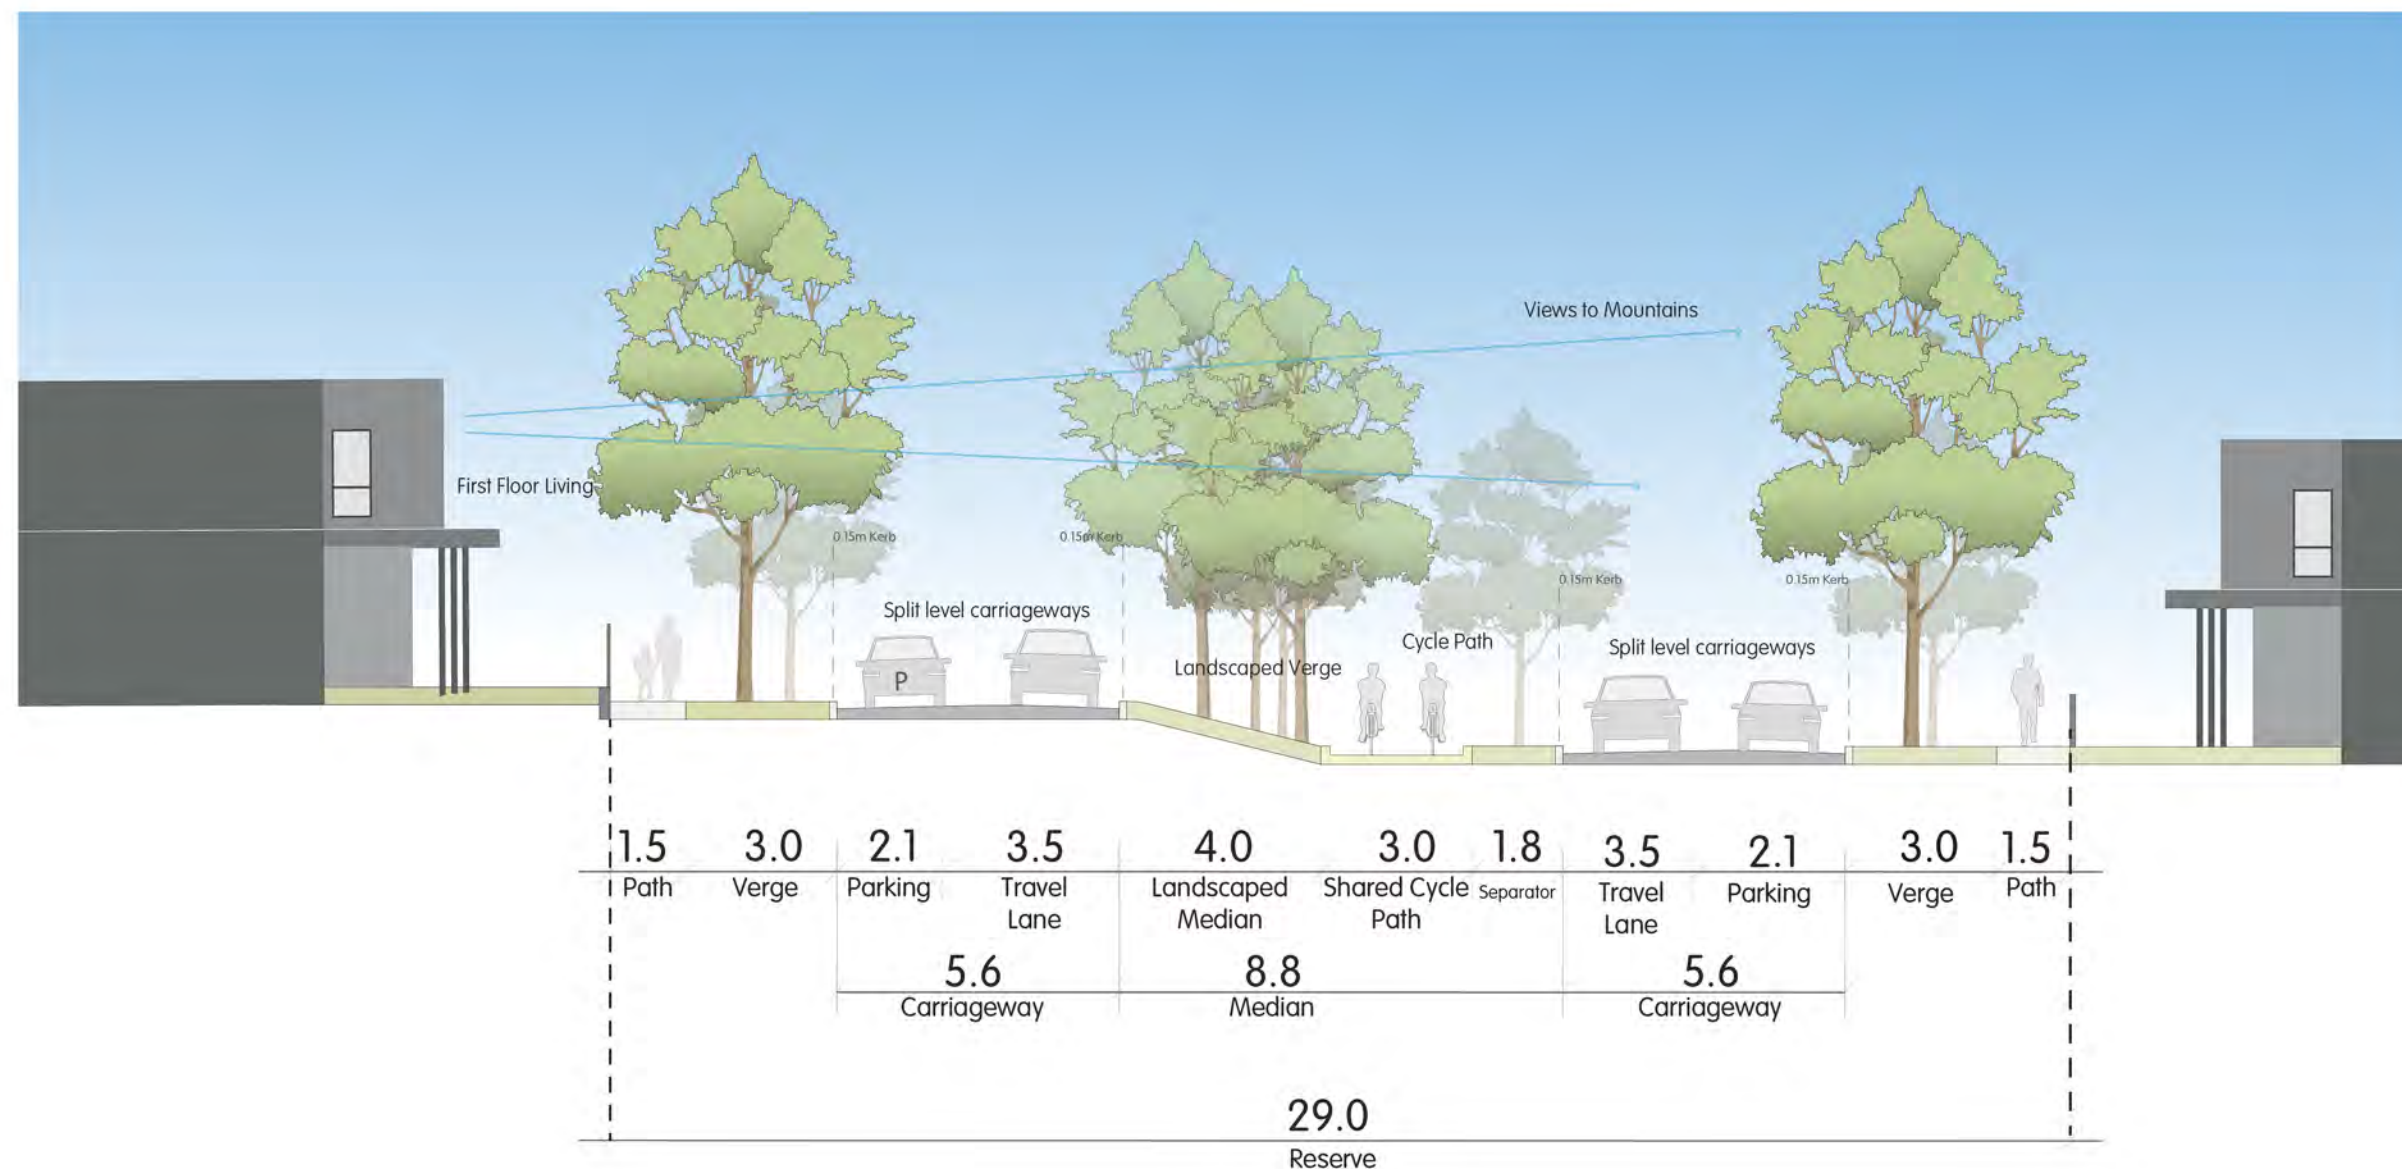 Views to Mountains
First Floor Living
0.15m Kerb
0.15m Kerb
0.15m Kerb
0.15m Kerb
Split level carriageways
Cycle Path
Split level carriageways
Landscaped Verge
P
1.5 3.0 2.1 3.5 4.0 3.0 1.8 3.5 2.1 3.0 1.5
Path Verge Parking Travel Landscaped Shared Cycle Separator Travel Parking Verge Path
Lane Median Path Lane
5.6 8.8 5.6
Carriageway Median Carriageway
29.0
Reserve